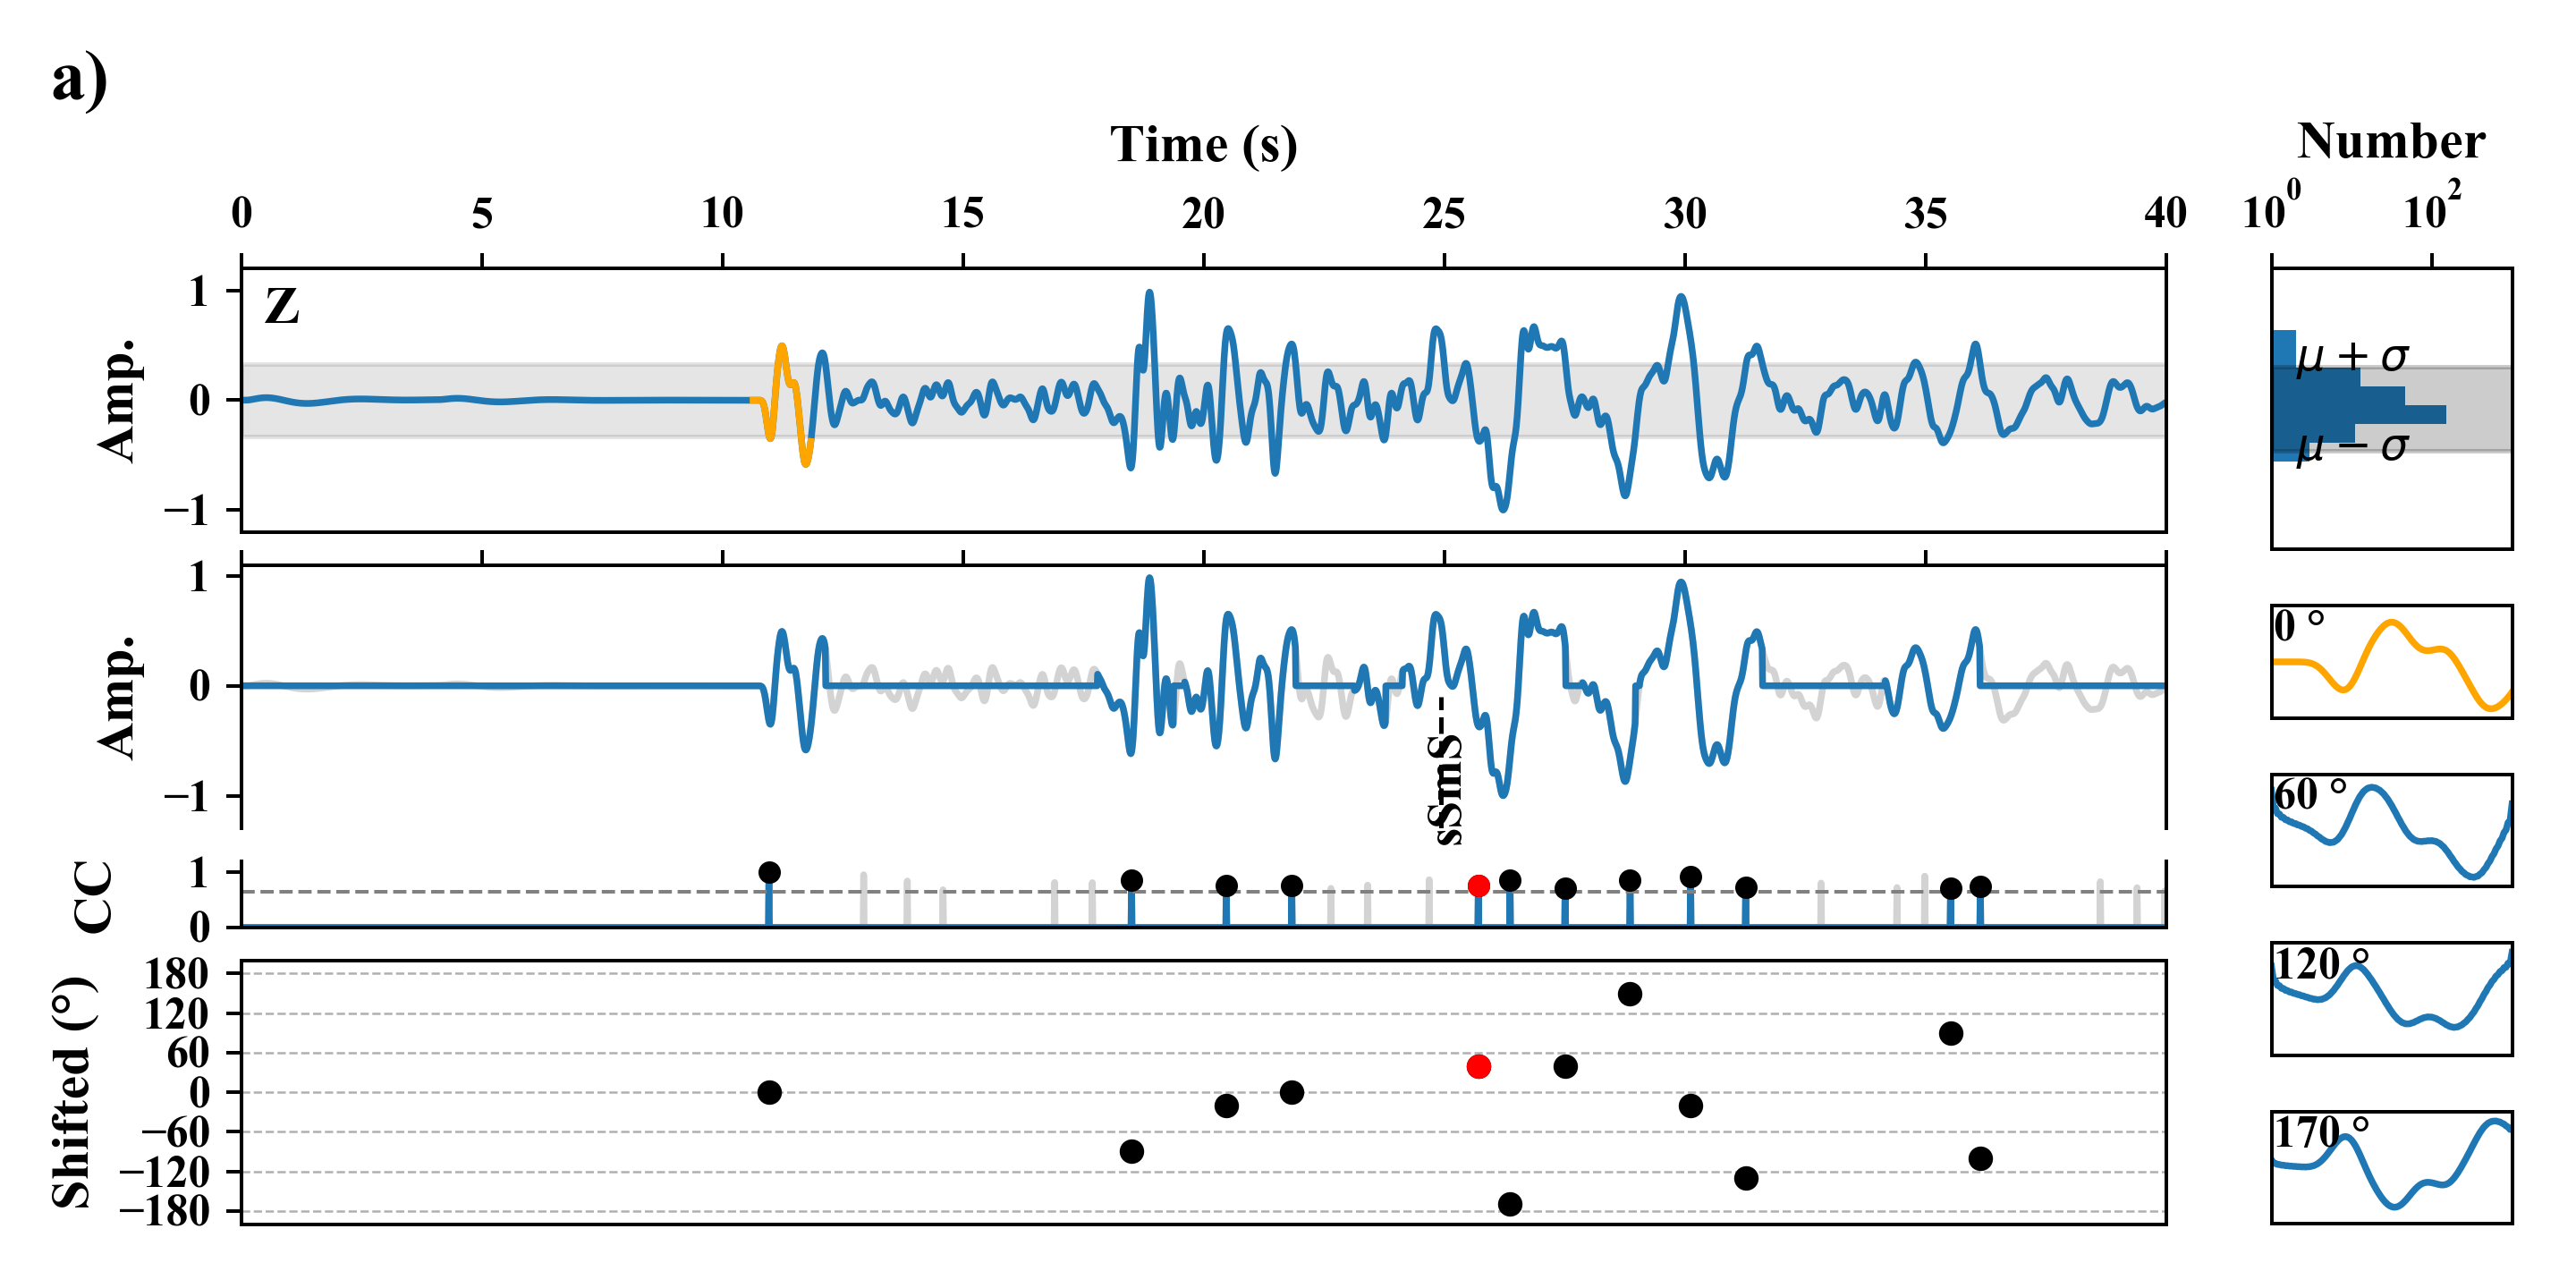 a)
Time (s)
Number
0 5 10 15 20 25 30 35 40
10⁰ 10²
Z
Amp.
1
0
−1
μ + σ
μ − σ
Amp.
1
0
−1
sSmS
0 °
CC
1
0
60 °
Shifted (°)
180
120
60
0
−60
−120
−180
120 °
170 °